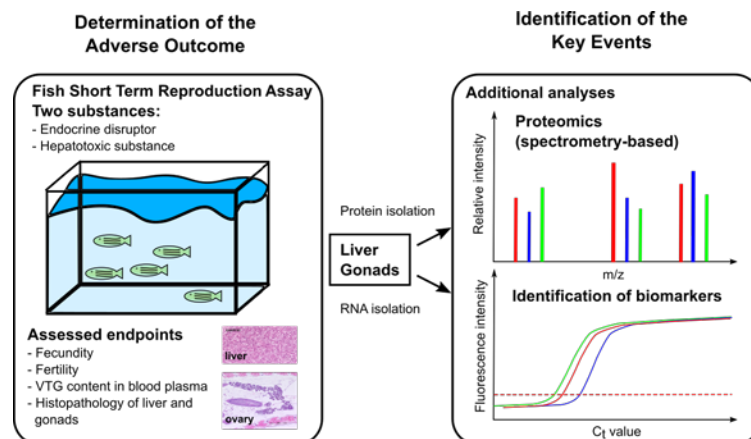 Determination of the
Adverse Outcome
Fish Short Term Reproduction Assay
Two substances:
- Endocrine disruptor
- Hepatotoxic substance
Assessed endpoints
- Fecundity
- Fertility
- VTG content in blood plasma
- Histopathology of liver and
gonads
liver
ovary
Protein isolation
Liver
Gonads
RNA isolation
Identification of the
Key Events
Additional analyses
Proteomics
(spectrometry-based)
Relative intensity
m/z
Identification of biomarkers
Fluorescence intensity
Ct value